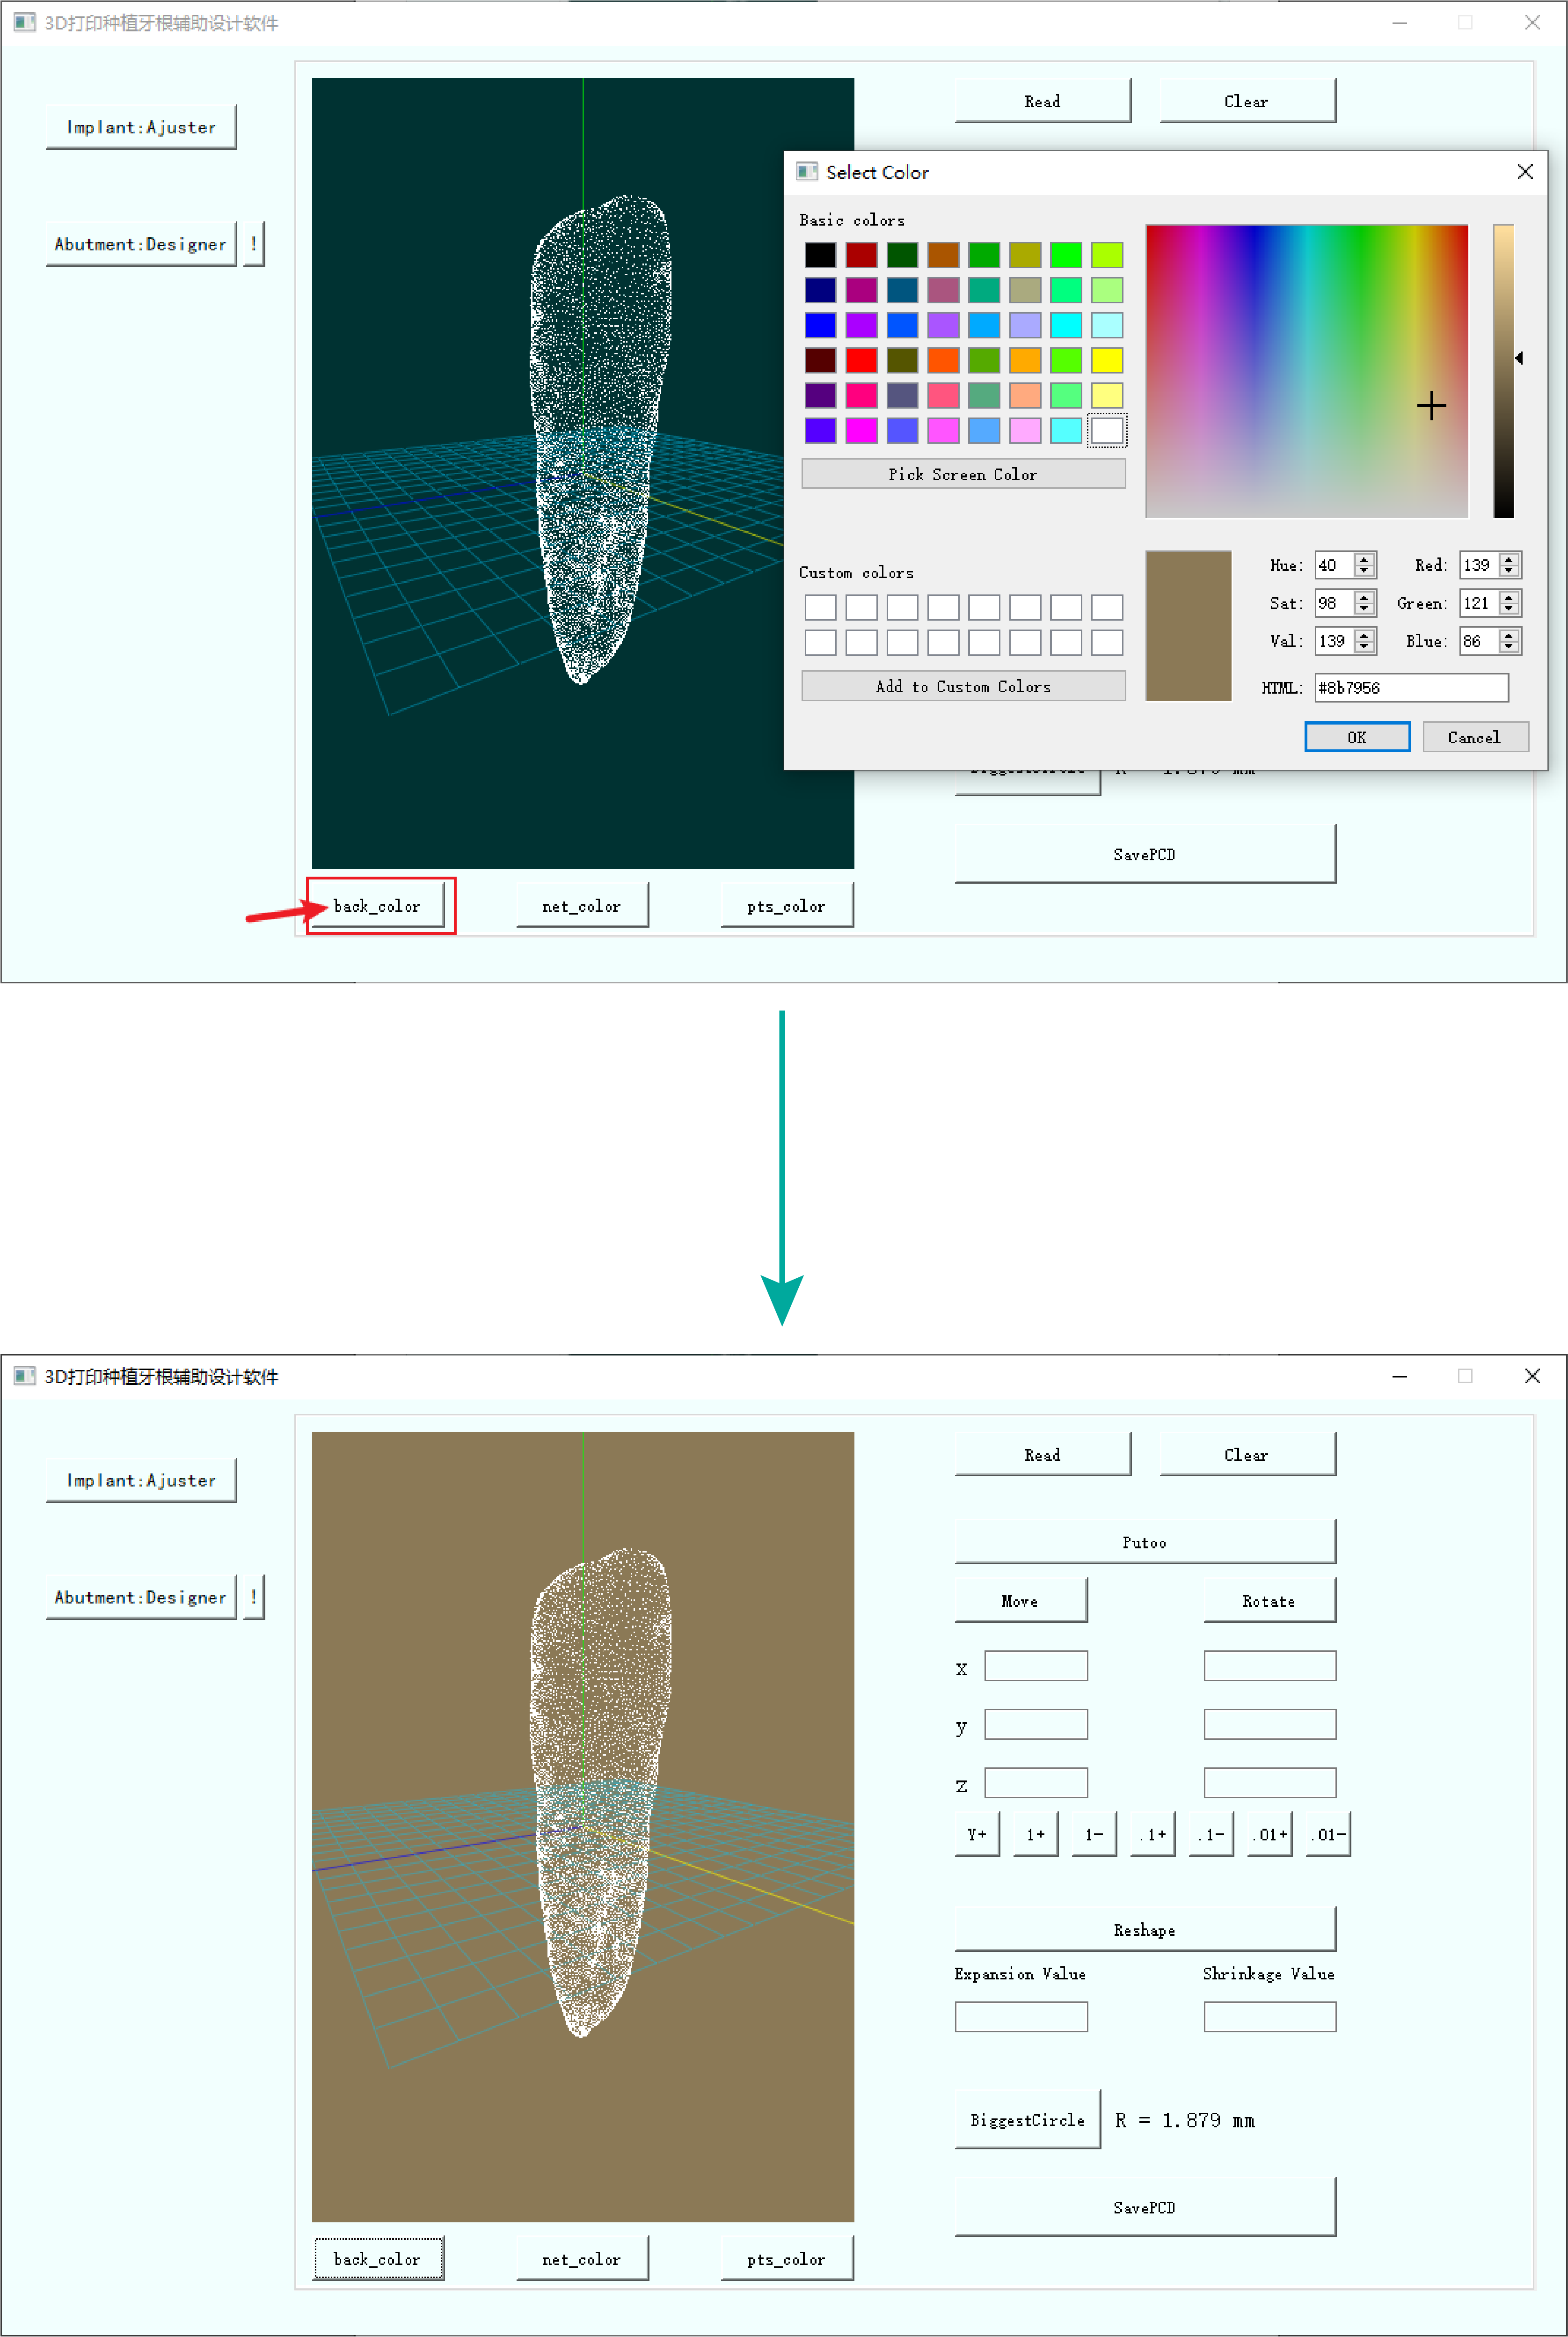 3D打印种植牙根辅助设计软件
Implant:Ajuster
Abutment:Designer !
Read Clear
Select Color
Basic colors
Pick Screen Color
Custom colors
Hue: 40 Red: 139
Sat: 98 Green: 121
Val: 139 Blue: 86
Add to Custom Colors
HTML: #8b7956
OK Cancel
BiggestCircle R = 1.879 mm
SavePCD
back_color net_color pts_color
3D打印种植牙根辅助设计软件
Implant:Ajuster
Abutment:Designer !
Read Clear
Putoo
Move Rotate
x
y
z
Y+ 1+ 1- .1+ .1- .01+ .01-
Reshape
Expansion Value Shrinkage Value
BiggestCircle R = 1.879 mm
SavePCD
back_color net_color pts_color